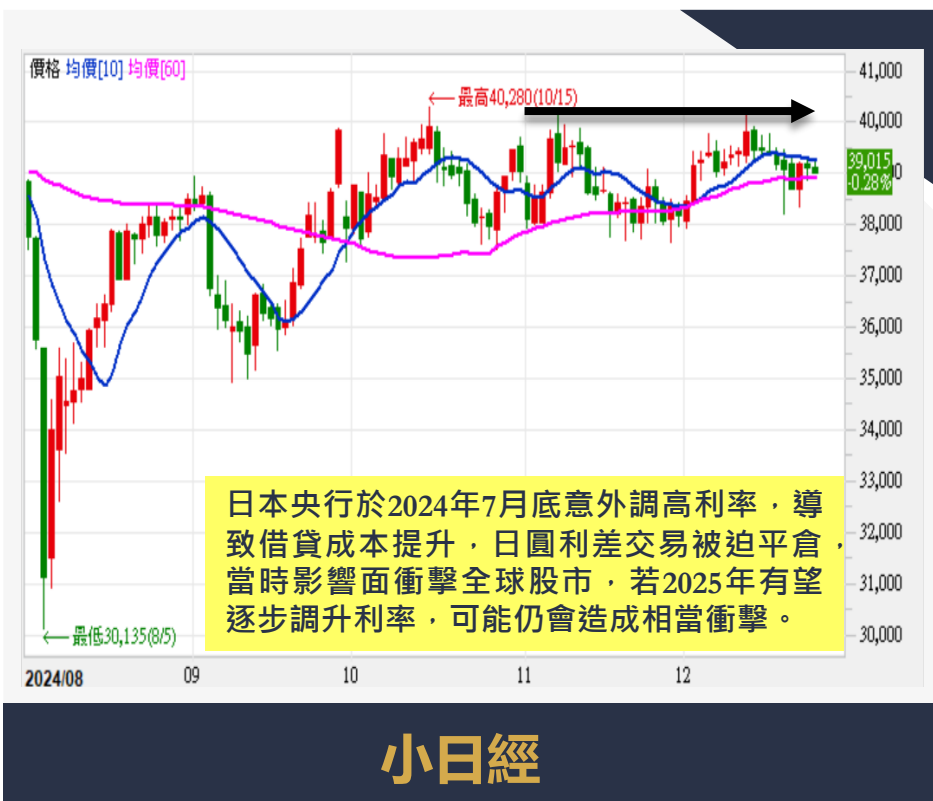 價格 均價[10] 均價[60]
41,000
最高40,280(10/15)
40,000
39,015
-0.28%
38,000
37,000
36,000
35,000
34,000
33,000
32,000
31,000
30,000
日本央行於2024年7月底意外調高利率，導
致借貸成本提升，日圓利差交易被迫平倉，
當時影響面衝擊全球股市，若2025年有望
逐步調升利率，可能仍會造成相當衝擊。
最低30,135(8/5)
2024/08 09 10 11 12
小日經